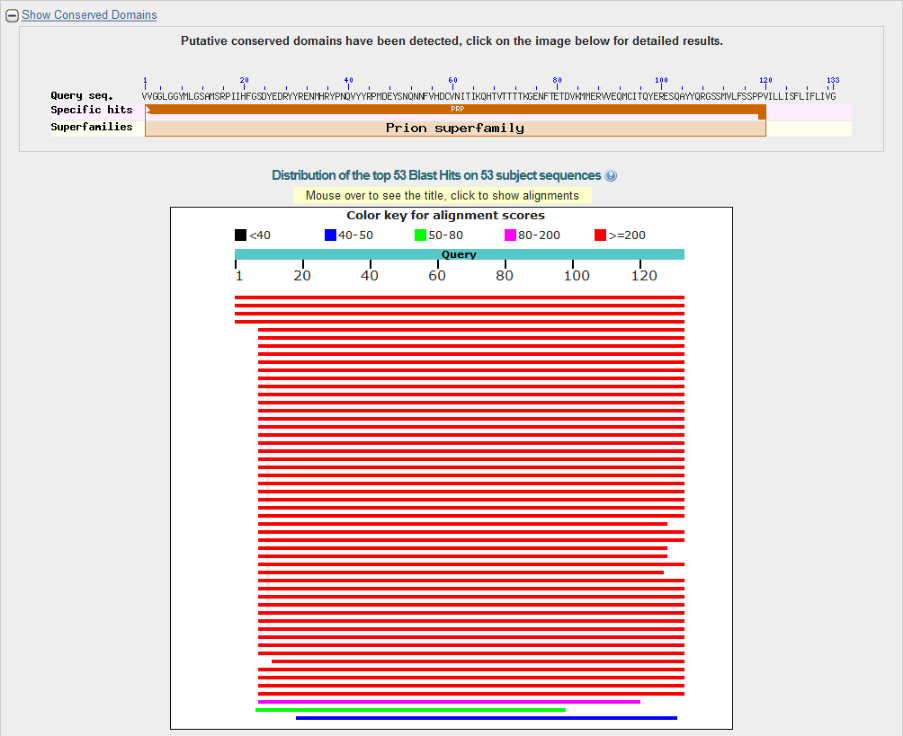 Show Conserved Domains
Putative conserved domains have been detected, click on the image below for detailed results.
1 20 40 60 80 100 120 133
Query seq. VVGGLGGYMLGSAMSRPIIHFGSDYEDRYYRENMHRYPNQVYYRPMDEYSNQNNFVHDCVNITIKQHTVTTTTKGENFTETDVKMMERVVEQMCITQYERESQAYYQRGSSMVLFSSPPVILLISFLIFLIVG
Specific hits PRP
Superfamilies Prion superfamily
Distribution of the top 53 Blast Hits on 53 subject sequences ?
Mouse over to see the title, click to show alignments
Color key for alignment scores
<40 40-50 50-80 80-200 >=200
Query
1 20 40 60 80 100 120